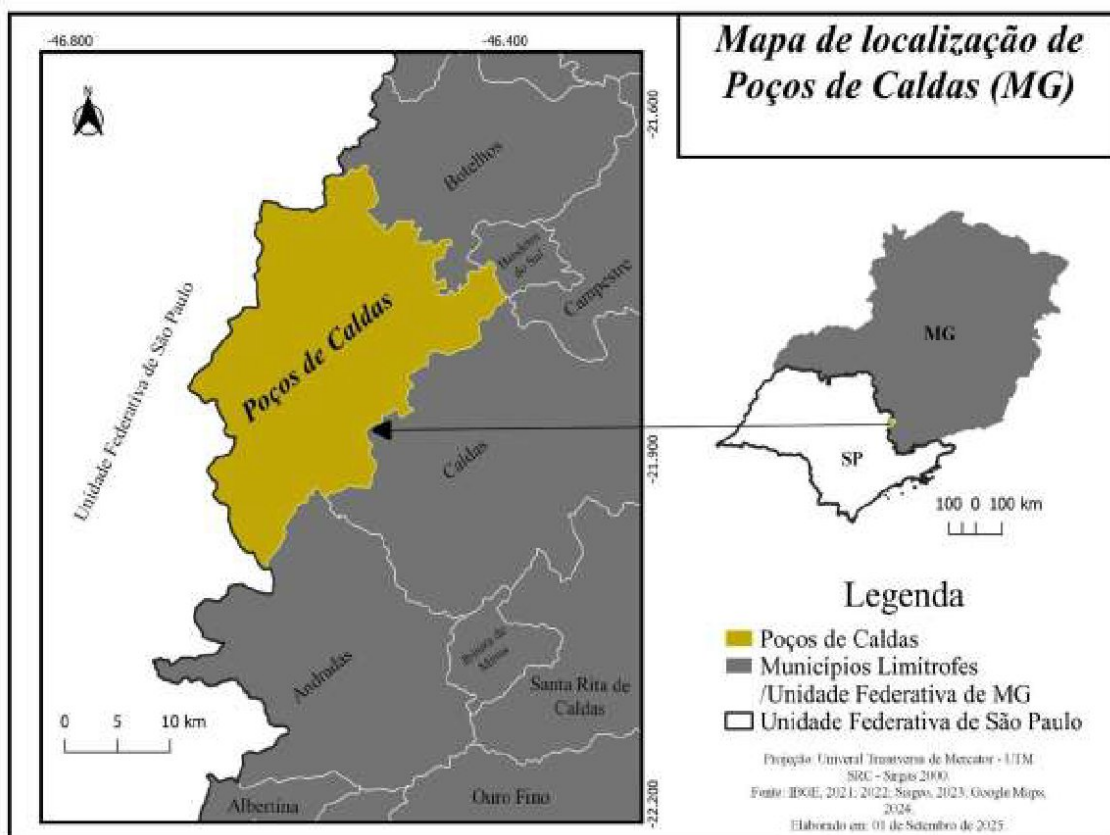 Mapa de localização de
Poços de Caldas (MG)
-46.800
-46.400
-21.600
-21.900
-22.200
N
Botelhos
Bandeira
do Sul
Campestre
Poços de Caldas
Unidade Federativa de São Paulo
Caldas
Andradas
Ibitiúra de
Minas
Santa Rita de
Caldas
Albertina
Ouro Fino
0 5 10 km
MG
SP
100 0 100 km
Legenda
Poços de Caldas
Municípios Limítrofes
/Unidade Federativa de MG
Unidade Federativa de São Paulo
Projeção: Univeral Transversa de Mercator - UTM
SRC - Sirgas 2000.
Fonte: IBGE, 2021; 2022; 2023, Google Maps,
2024.
Elaborado em: 01 de Setembro de 2025.